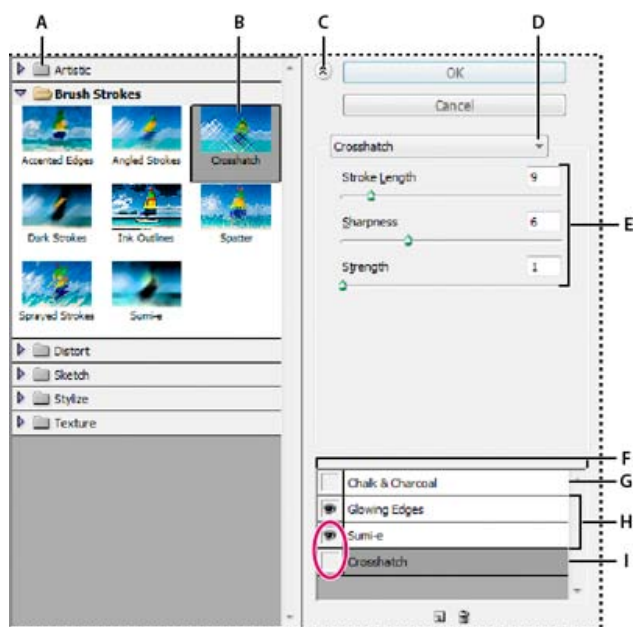 A B C D
Artistic
Brush Strokes
Accented Edges Angled Strokes Crosshatch
Dark Strokes Ink Outlines Spatter
Sprayed Strokes Sumi-e
Distort
Sketch
Stylize
Texture
OK
Cancel
Crosshatch
Stroke Length 9
Sharpness 6
Strength 1
E
F
Chalk & Charcoal G
Glowing Edges
H
Sumi-e
Crosshatch I